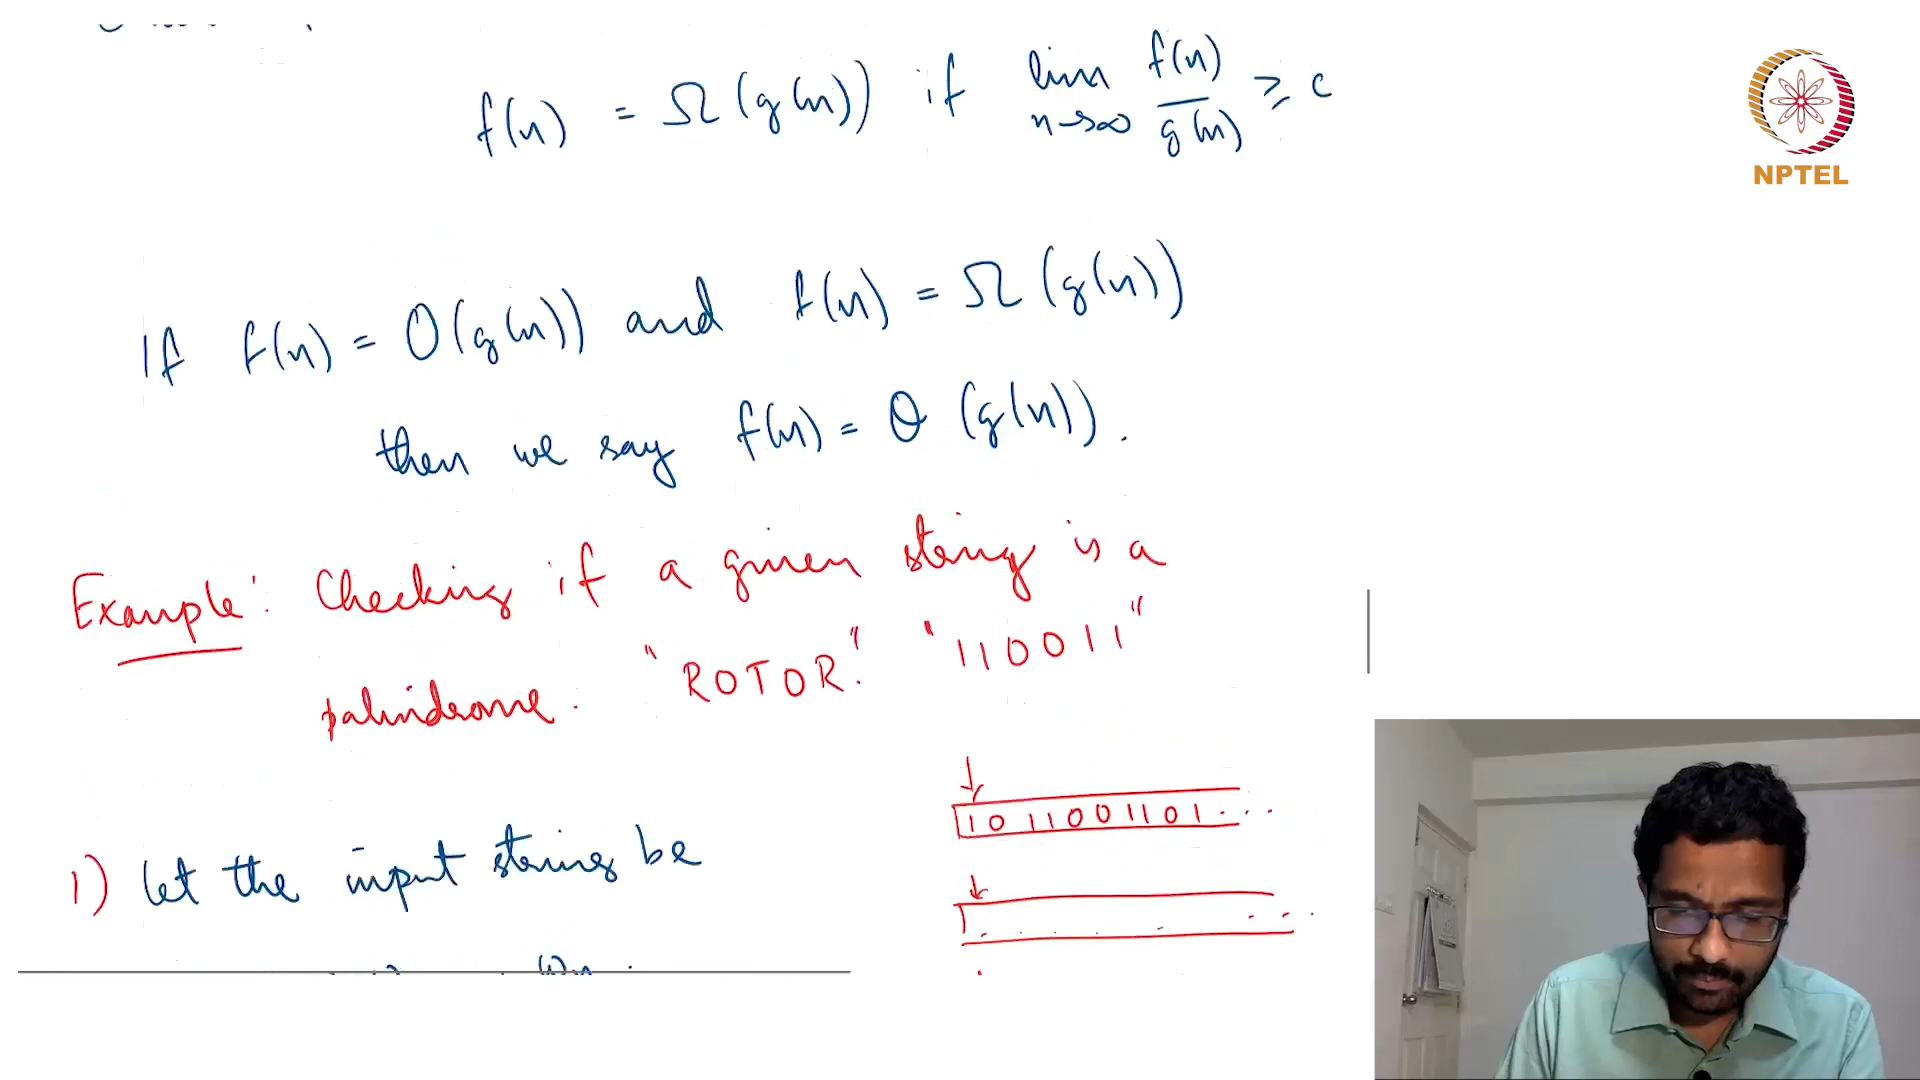 f(n) = Ω(g(n)) if lim n→∞ f(n)/g(n) ≥ c
NPTEL
If f(n) = O(g(n)) and f(n) = Ω(g(n))
then we say f(n) = Θ(g(n)).
Example: Checking if a given string is a
palindrome. "ROTOR." "110011"
1011001101...
1) Let the input string be